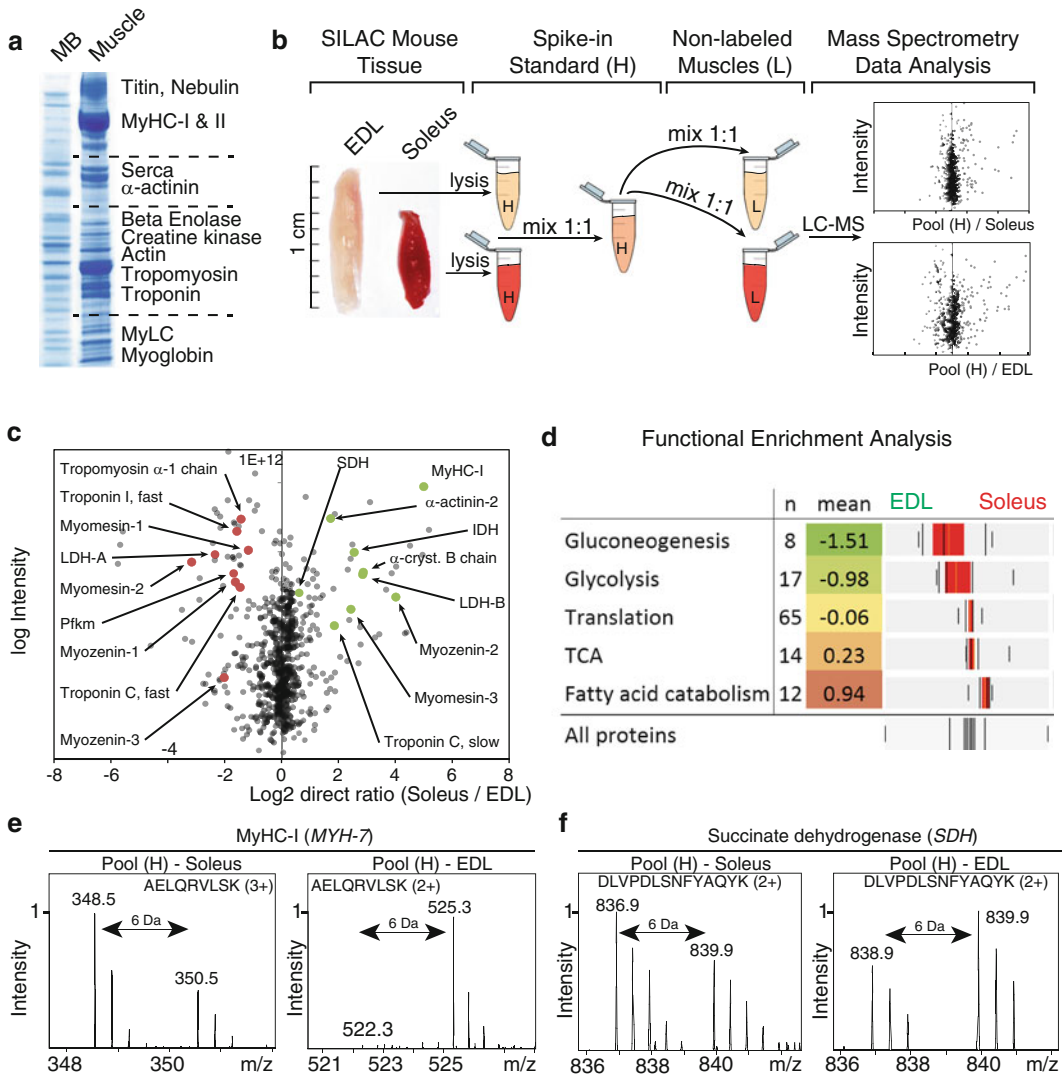 a
MB
Muscle
Titin, Nebulin
MyHC-I & II
Serca
α-actinin
Beta Enolase
Creatine kinase
Actin
Tropomyosin
Troponin
MyLC
Myoglobin
b
SILAC Mouse
Tissue
Spike-in
Standard (H)
Non-labeled
Muscles (L)
Mass Spectrometry
Data Analysis
EDL
Soleus
1 cm
lysis
lysis
H
H
mix 1:1
H
mix 1:1
mix 1:1
L
L
LC-MS
Intensity
Pool (H) / Soleus
Intensity
Pool (H) / EDL
c
log Intensity
1E+12
Tropomyosin α-1 chain
Troponin I, fast
Myomesin-1
LDH-A
Myomesin-2
Pfkm
Myozenin-1
Troponin C, fast
Myozenin-3
SDH
MyHC-I
α-actinin-2
IDH
α-cryst. B chain
LDH-B
Myozenin-2
Myomesin-3
Troponin C, slow
-4
-8 -6 -4 -2 0 2 4 6 8
Log2 direct ratio (Soleus / EDL)
d
Functional Enrichment Analysis
n mean EDL Soleus
Gluconeogenesis 8 -1.51
Glycolysis 17 -0.98
Translation 65 -0.06
TCA 14 0.23
Fatty acid catabolism 12 0.94
All proteins
e
MyHC-I (MYH-7)
Pool (H) - Soleus
AELQRVLSK (3+)
1
348.5
6 Da
350.5
Intensity
348 350 m/z
Pool (H) - EDL
AELQRVLSK (2+)
1
525.3
6 Da
522.3
Intensity
521 523 525 m/z
f
Succinate dehydrogenase (SDH)
Pool (H) - Soleus
DLVPDLSNFYAQYK (2+)
1
836.9
6 Da
839.9
Intensity
836 838 840 m/z
Pool (H) - EDL
DLVPDLSNFYAQYK (2+)
1
6 Da
839.9
838.9
Intensity
836 838 840 m/z